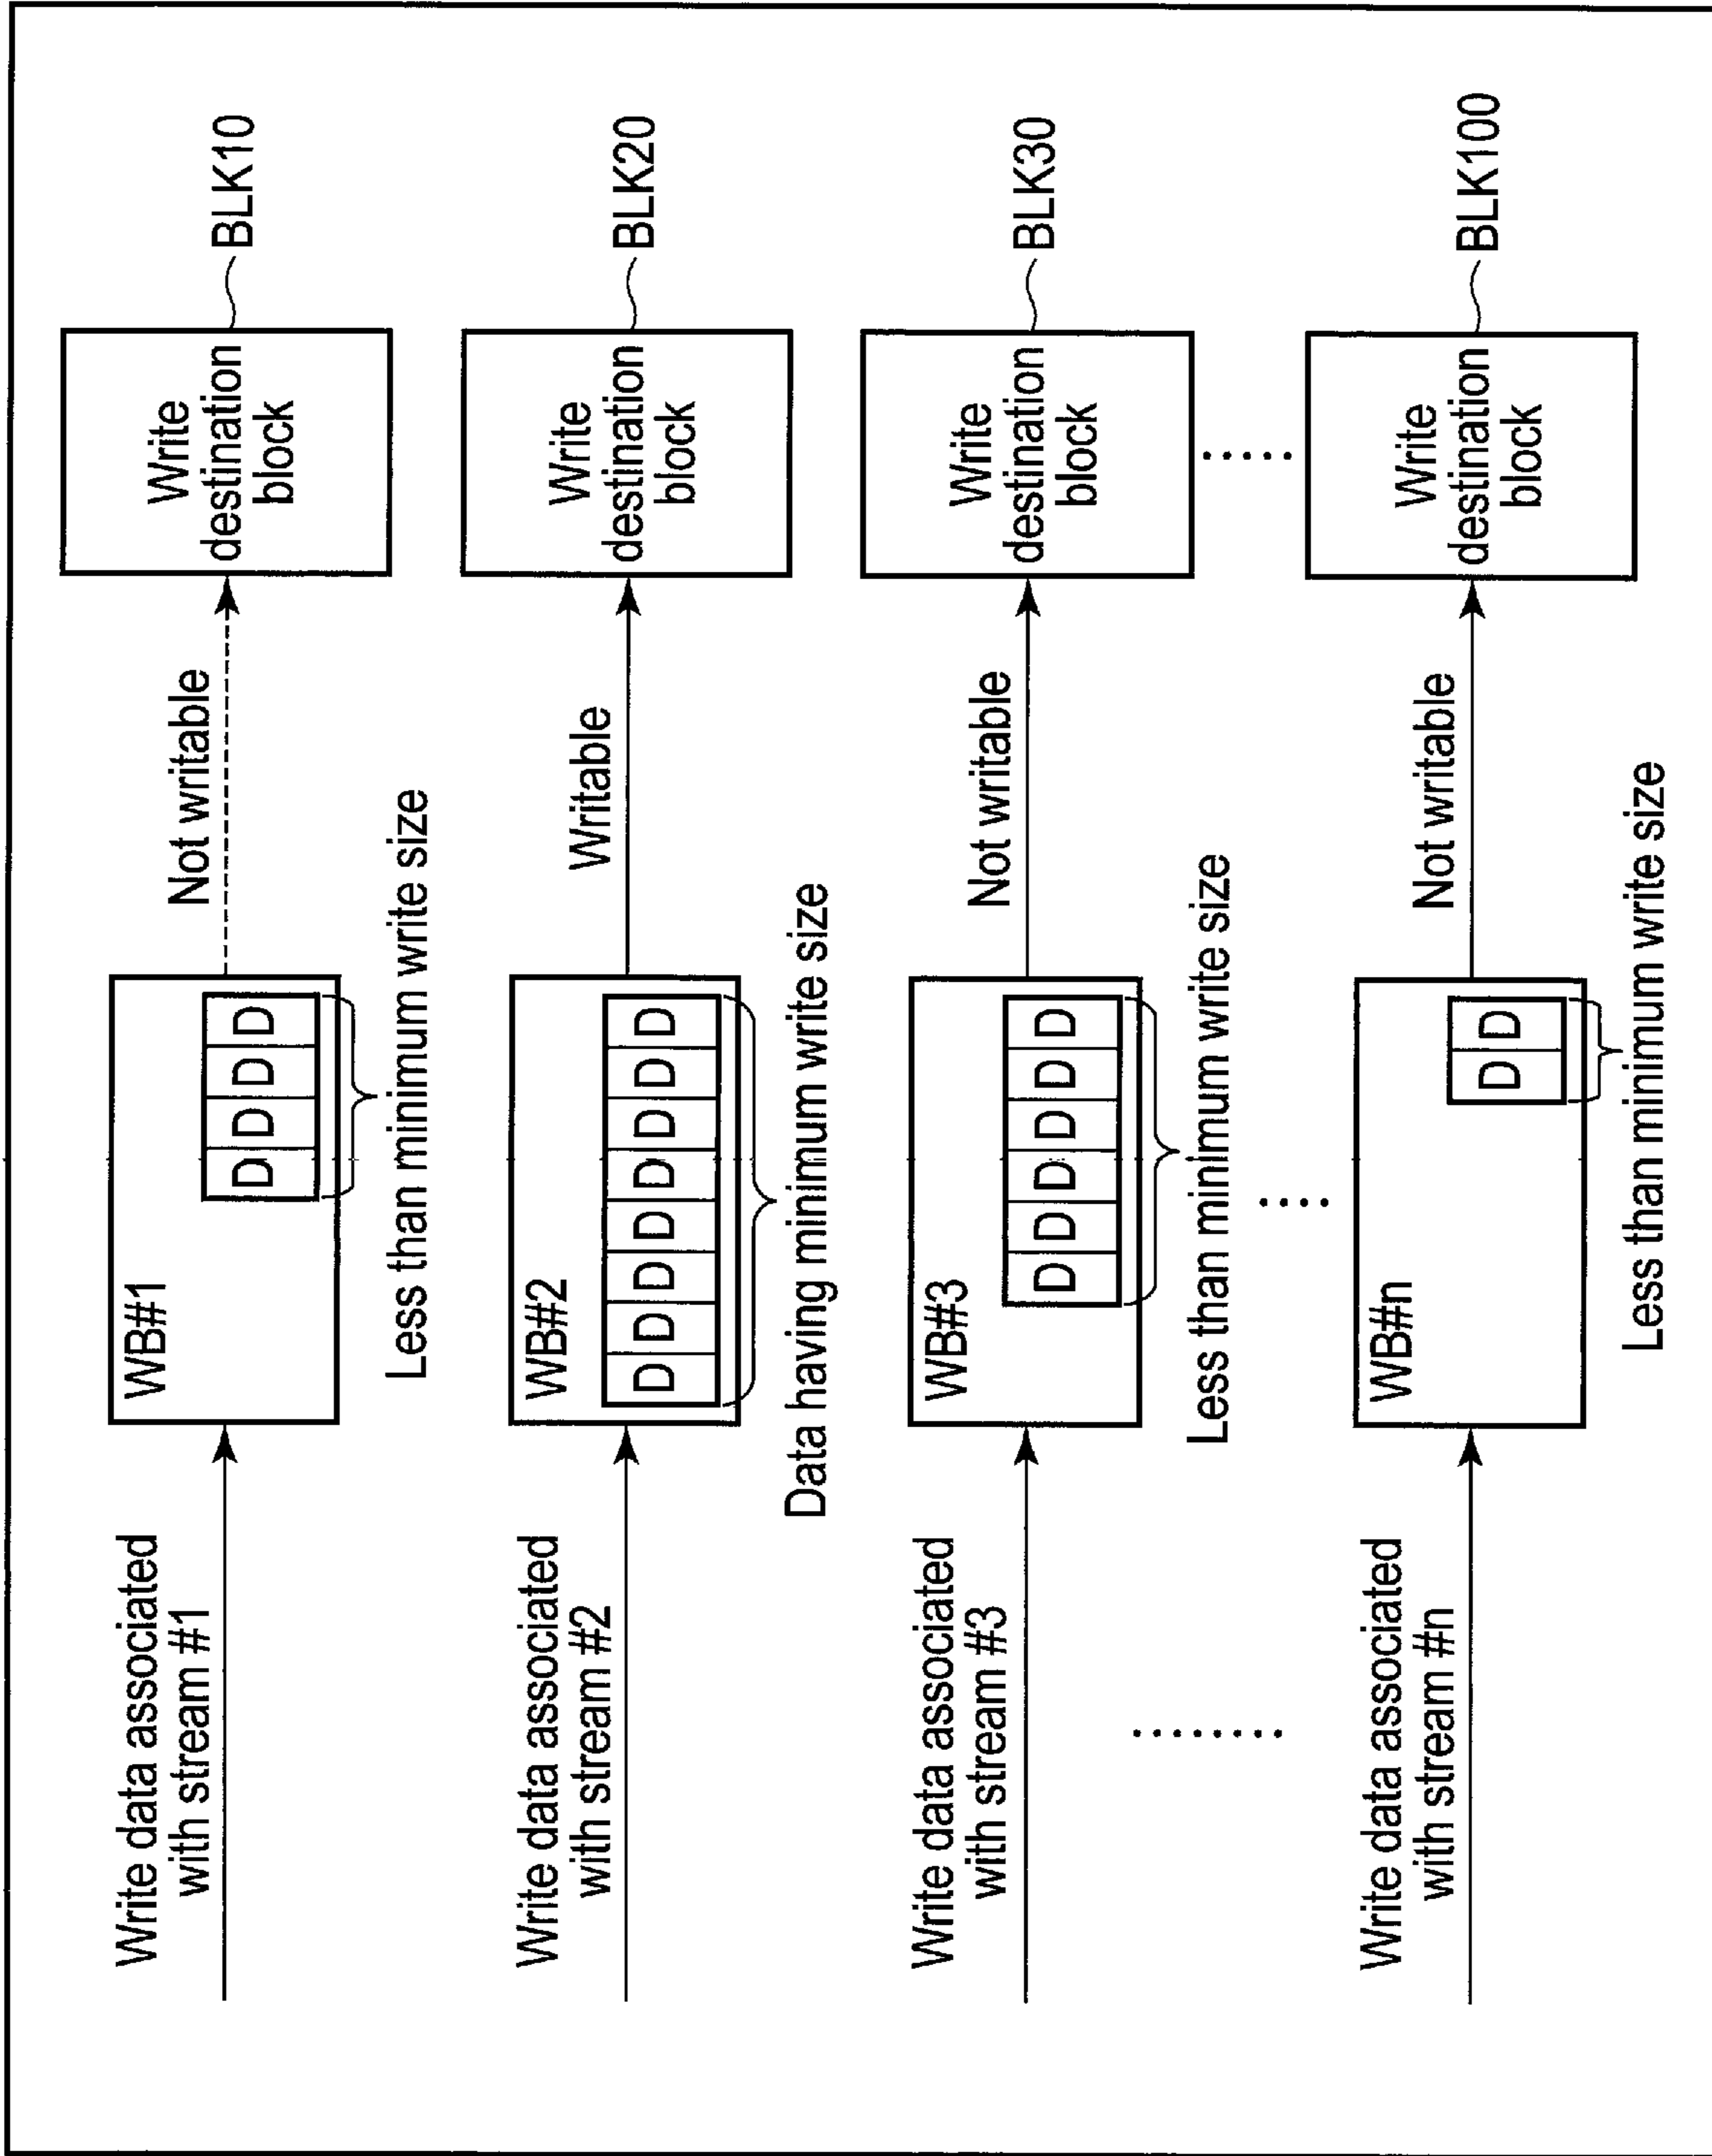 Write data associated
with stream #1
WB#1
D D D D
Less than minimum write size
Not writable
Write
destination
block
BLK10
Write data associated
with stream #2
WB#2
D D D D D D D D
Data having minimum write size
Writable
Write
destination
block
BLK20
Write data associated
with stream #3
WB#3
D D D D D D
Less than minimum write size
Not writable
Write
destination
block
BLK30
Write data associated
with stream #n
WB#n
D D
Less than minimum write size
Not writable
Write
destination
block
BLK100